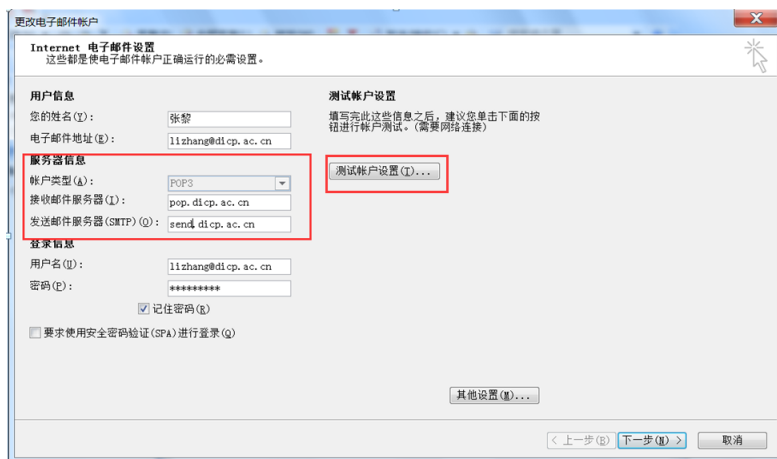 更改电子邮件帐户
Internet 电子邮件设置
这些都是使电子邮件帐户正确运行的必需设置。
用户信息
您的姓名(Y):
张黎
电子邮件地址(E):
lizhang@dicp.ac.cn
服务器信息
帐户类型(A):
POP3
接收邮件服务器(I):
pop.dicp.ac.cn
发送邮件服务器(SMTP)(O):
send.dicp.ac.cn
登录信息
用户名(U):
lizhang@dicp.ac.cn
密码(P):
*********
记住密码(R)
要求使用安全密码验证(SPA)进行登录(Q)
测试帐户设置
填写完此这些信息之后，建议您单击下面的按
钮进行帐户测试。(需要网络连接)
测试帐户设置(T)...
其他设置(M)...
< 上一步(B)
下一步(N) >
取消